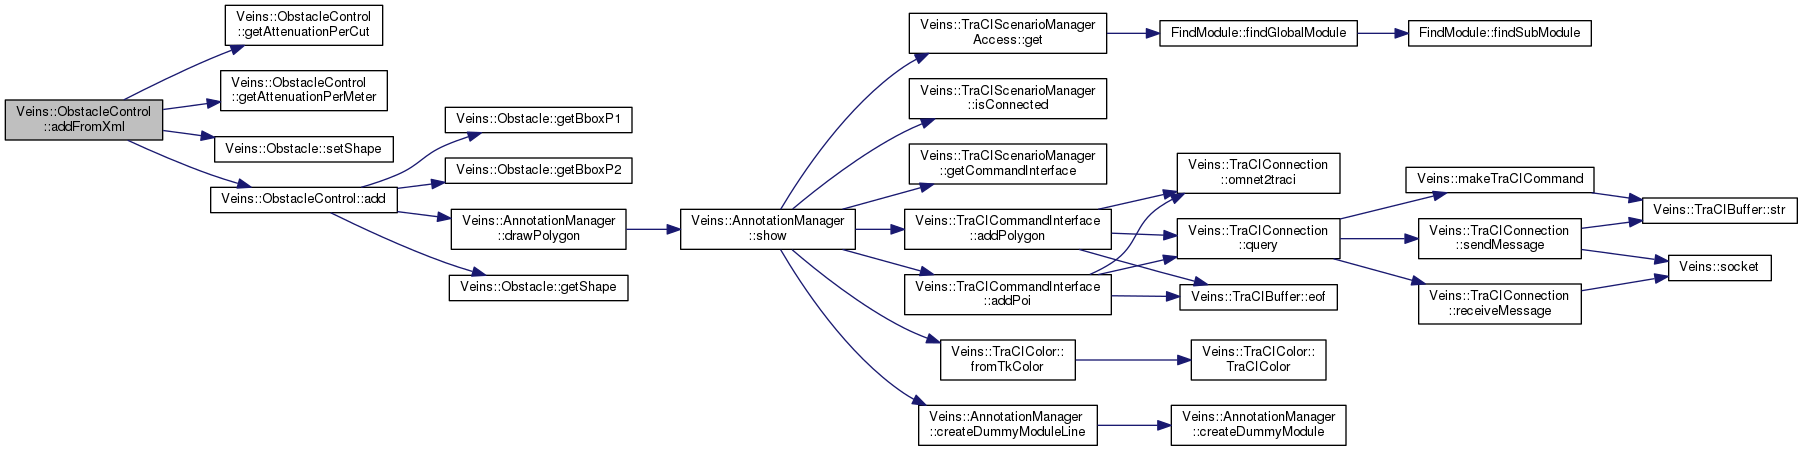 Veins::ObstacleControl
::addFromXml
Veins::ObstacleControl
::getAttenuationPerCut
Veins::ObstacleControl
::getAttenuationPerMeter
Veins::Obstacle::setShape
Veins::ObstacleControl::add
Veins::Obstacle::getBboxP1
Veins::Obstacle::getBboxP2
Veins::AnnotationManager
::drawPolygon
Veins::Obstacle::getShape
Veins::AnnotationManager
::show
Veins::TraCIScenarioManager
Access::get
Veins::TraCIScenarioManager
::isConnected
Veins::TraCIScenarioManager
::getCommandInterface
Veins::TraCICommandInterface
::addPolygon
Veins::TraCICommandInterface
::addPoi
Veins::TraCIColor::
fromTkColor
Veins::AnnotationManager
::createDummyModuleLine
FindModule::findGlobalModule
FindModule::findSubModule
Veins::TraCIConnection
::omnet2traci
Veins::TraCIConnection
::query
Veins::TraCIBuffer::eof
Veins::TraCIColor::
TraCIColor
Veins::AnnotationManager
::createDummyModule
Veins::makeTraCICommand
Veins::TraCIConnection
::sendMessage
Veins::TraCIConnection
::receiveMessage
Veins::TraCIBuffer::str
Veins::socket